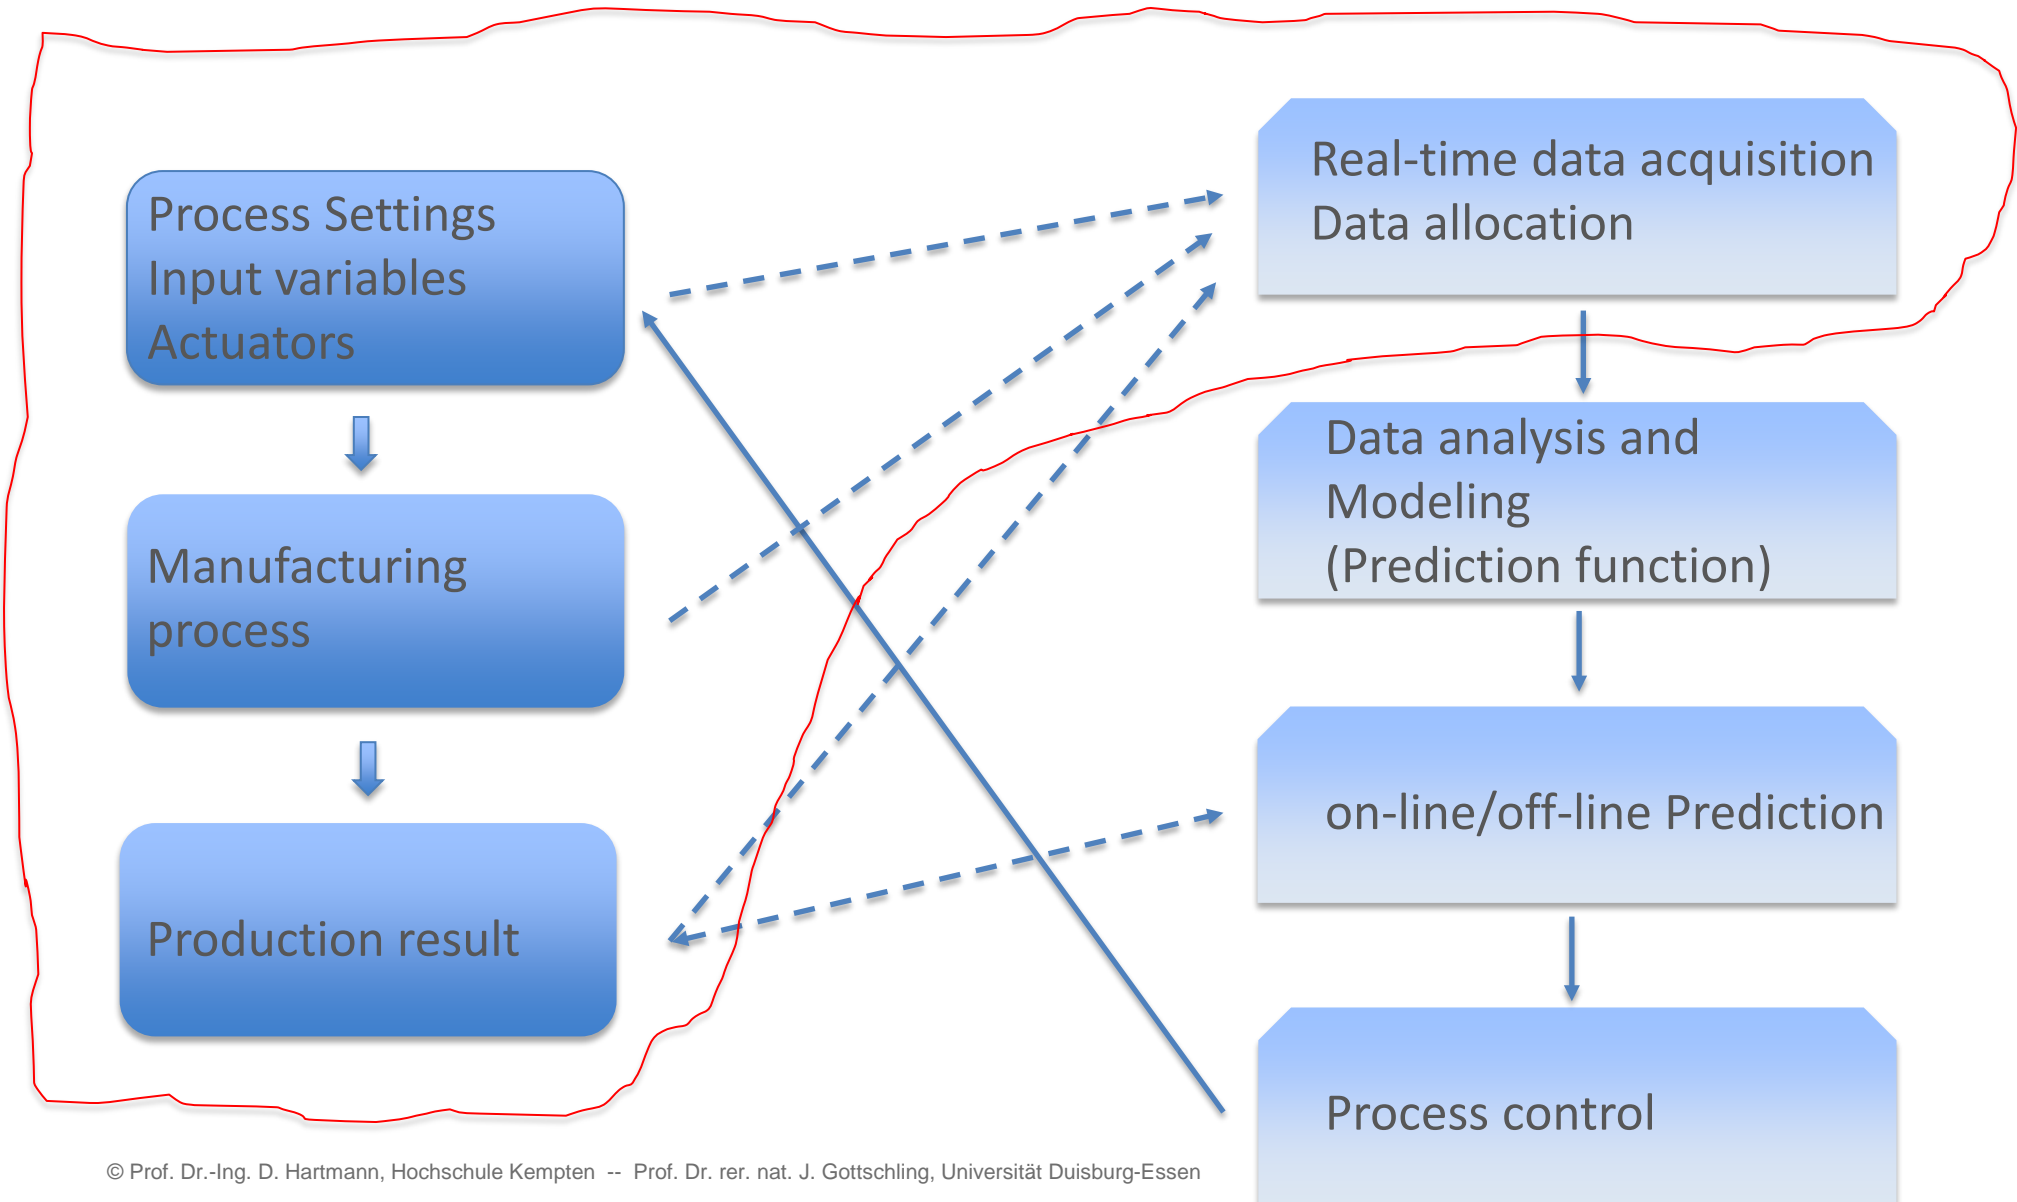 Process Settings
Input variables
Actuators
Manufacturing
process
Production result
Real-time data acquisition
Data allocation
Data analysis and
Modeling
(Prediction function)
on-line/off-line Prediction
Process control
© Prof. Dr.-Ing. D. Hartmann, Hochschule Kempten -- Prof. Dr. rer. nat. J. Gottschling, Universität Duisburg-Essen